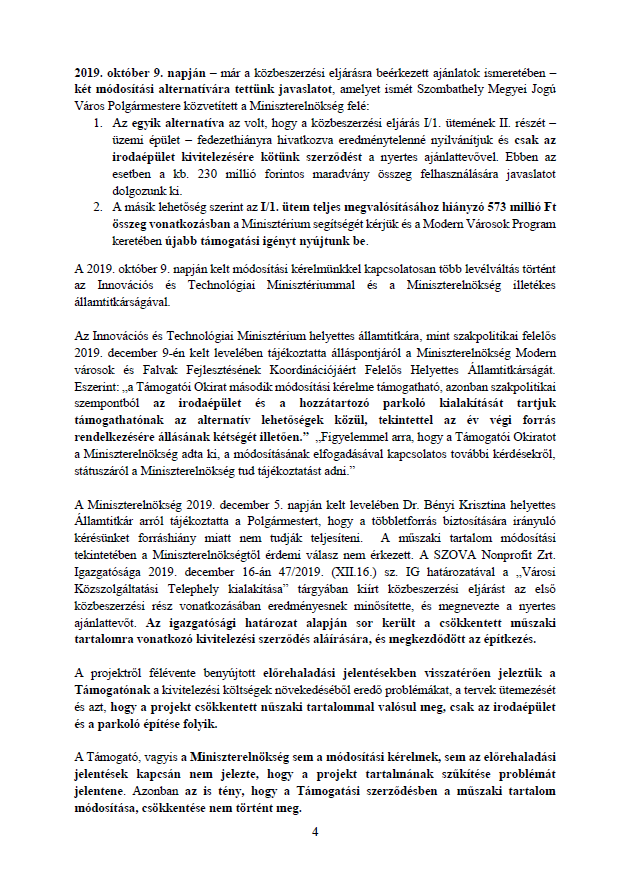 2019. október 9. napján – már a közbeszerzési eljárásra beérkezett ajánlatok ismeretében –
két módosítási alternatívára tettünk javaslatot, amelyet ismét Szombathely Megyei Jogú
Város Polgármestere közvetített a Miniszterelnökség felé:
1. Az egyik alternatíva az volt, hogy a közbeszerzési eljárás I/1. ütemének II. részét –
üzemi épület – fedezethiányra hivatkozva eredménytelenné nyilvánítjuk és csak az
irodaépület kivitelezésére kötünk szerződést a nyertes ajánlattevővel. Ebben az
esetben a kb. 230 millió forintos maradvány összeg felhasználására javaslatot
dolgozunk ki.
2. A másik lehetőség szerint az I/1. ütem teljes megvalósításához hiányzó 573 millió Ft
összeg vonatkozásban a Minisztérium segítségét kérjük és a Modern Városok Program
keretében újabb támogatási igényt nyújtunk be.
A 2019. október 9. napján kelt módosítási kérelmünkkel kapcsolatosan több levélváltás történt
az Innovációs és Technológiai Minisztériummal és a Miniszterelnökség illetékes
államtitkárságával.
Az Innovációs és Technológiai Minisztérium helyettes államtitkára, mint szakpolitikai felelős
2019. december 9-én kelt levelében tájékoztatta álláspontjáról a Miniszterelnökség Modern
városok és Falvak Fejlesztésének Koordinációjáért Felelős Helyettes Államtitkárságát.
Eszerint: „a Támogatói Okirat második módosítási kérelme támogatható, azonban szakpolitikai
szempontból az irodaépület és a hozzátartozó parkoló kialakítását tartjuk
támogathatónak az alternatív lehetőségek közül, tekintettel az év végi forrás
rendelkezésére állásának kétségét illetően.” „Figyelemmel arra, hogy a Támogatói Okiratot
a Miniszterelnökség adta ki, a módosításának elfogadásával kapcsolatos további kérdésekről,
státuszáról a Miniszterelnökség tud tájékoztatást adni.”
A Miniszterelnökség 2019. december 5. napján kelt levelében Dr. Bényi Krisztina helyettes
Államtitkár arról tájékoztatta a Polgármestert, hogy a többletforrás biztosítására irányuló
kérésünket forráshiány miatt nem tudják teljesíteni. A műszaki tartalom módosítási
tekintetében a Miniszterelnökségtől érdemi válasz nem érkezett. A SZOVA Nonprofit Zrt.
Igazgatósága 2019. december 16-án 47/2019. (XII.16.) sz. IG határozatával a „Városi
Közszolgáltatási Telephely kialakítása” tárgyában kiírt közbeszerzési eljárást az első
közbeszerzési rész vonatkozásában eredményesnek minősítette, és megnevezte a nyertes
ajánlattevőt. Az igazgatósági határozat alapján sor került a csökkentett műszaki
tartalomra vonatkozó kivitelezési szerződés aláírására, és megkezdődött az építkezés.
A projektről félévente benyújtott előrehaladási jelentésekben visszatérően jeleztük a
Támogatónak a kivitelezési költségek növekedéséből eredő problémákat, a tervek ütemezését
és azt, hogy a projekt csökkentett műszaki tartalommal valósul meg, csak az irodaépület
és a parkoló építése folyik.
A Támogató, vagyis a Miniszterelnökség sem a módosítási kérelmek, sem az előrehaladási
jelentések kapcsán nem jelezte, hogy a projekt tartalmának szűkítése problémát
jelentene. Azonban az is tény, hogy a Támogatási szerződésben a műszaki tartalom
módosítása, csökkentése nem történt meg.
4